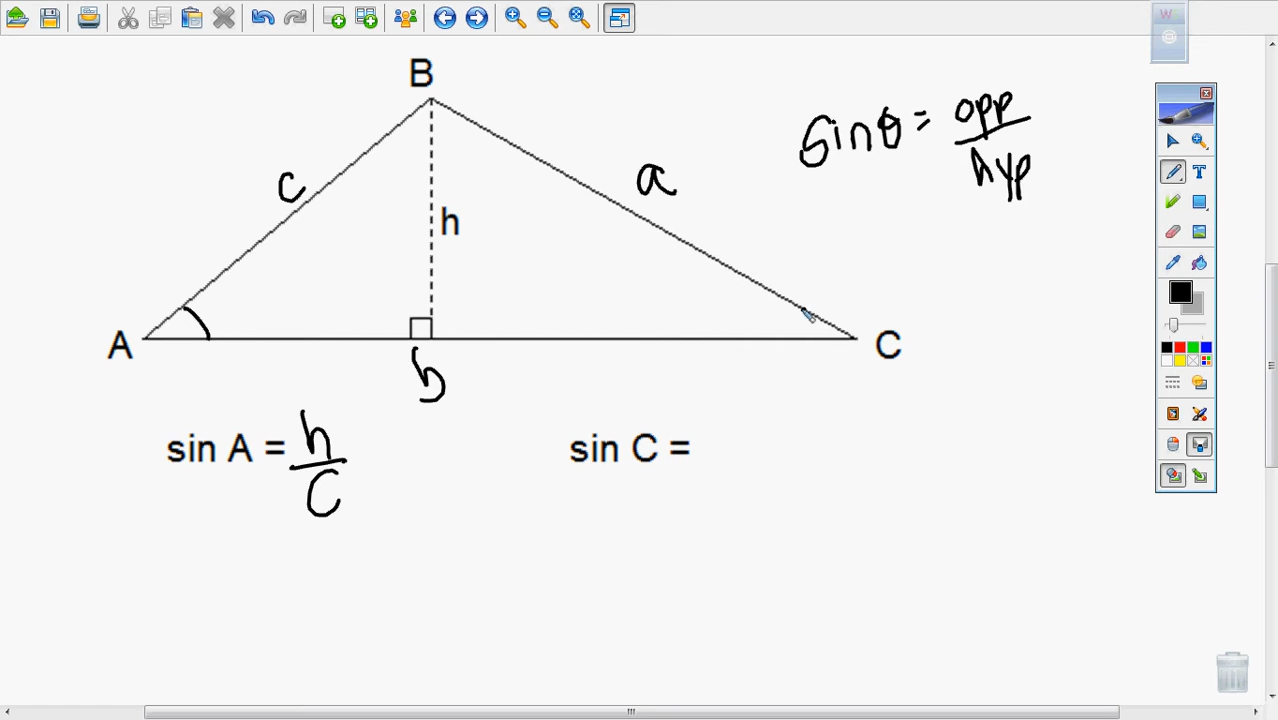 B
sinθ = opp/hyp
c
a
h
A
C
b
sin A = h/C
sin C =